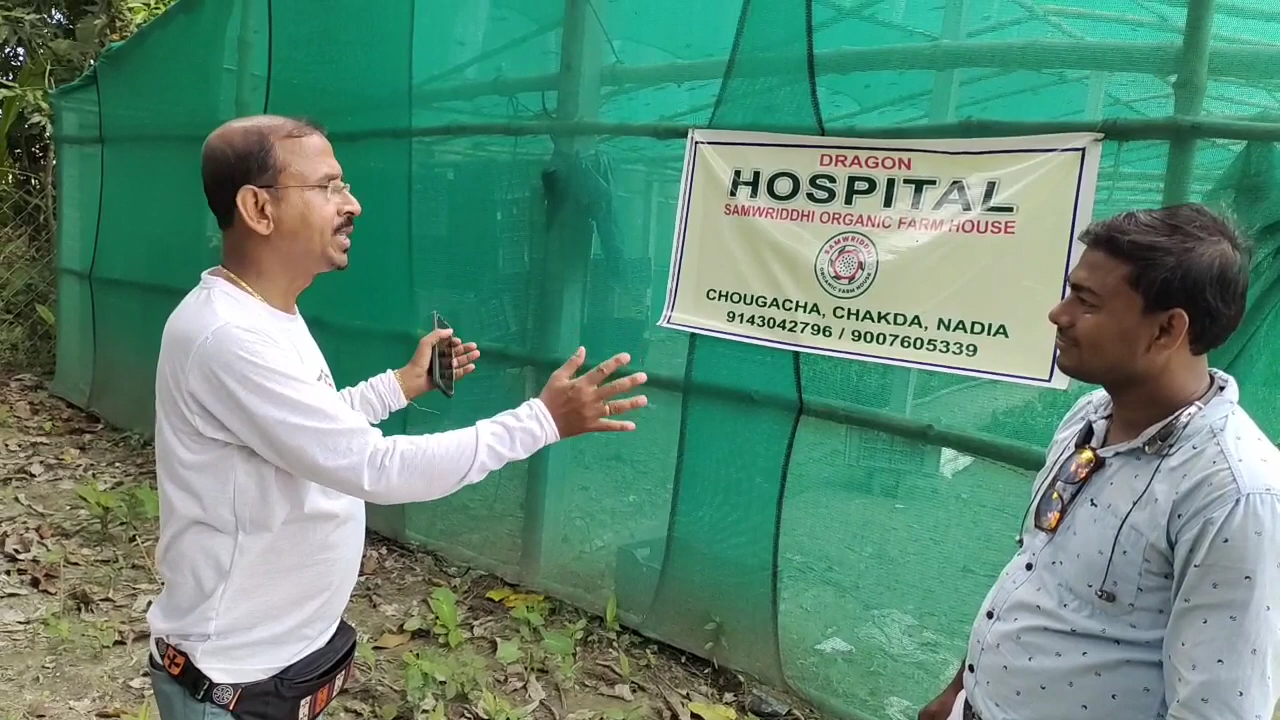 DRAGON
HOSPITAL
SAMWRIDDHI ORGANIC FARM HOUSE
SAMWRIDDHI
ORGANIC FARM HOUSE
CHOUGACHA, CHAKDA, NADIA
9143042796 / 9007605339